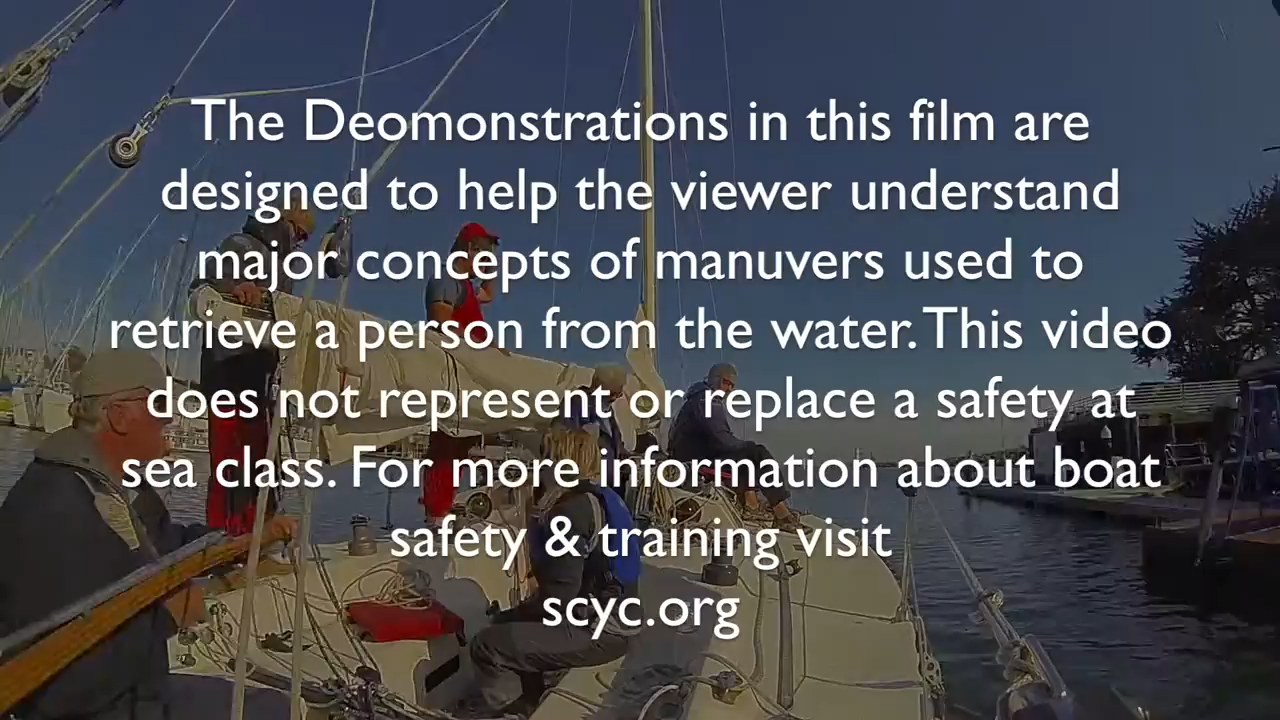 The Deomonstrations in this film are
designed to help the viewer understand
major concepts of manuvers used to
retrieve a person from the water. This video
does not represent or replace a safety at
sea class. For more information about boat
safety & training visit
scyc.org